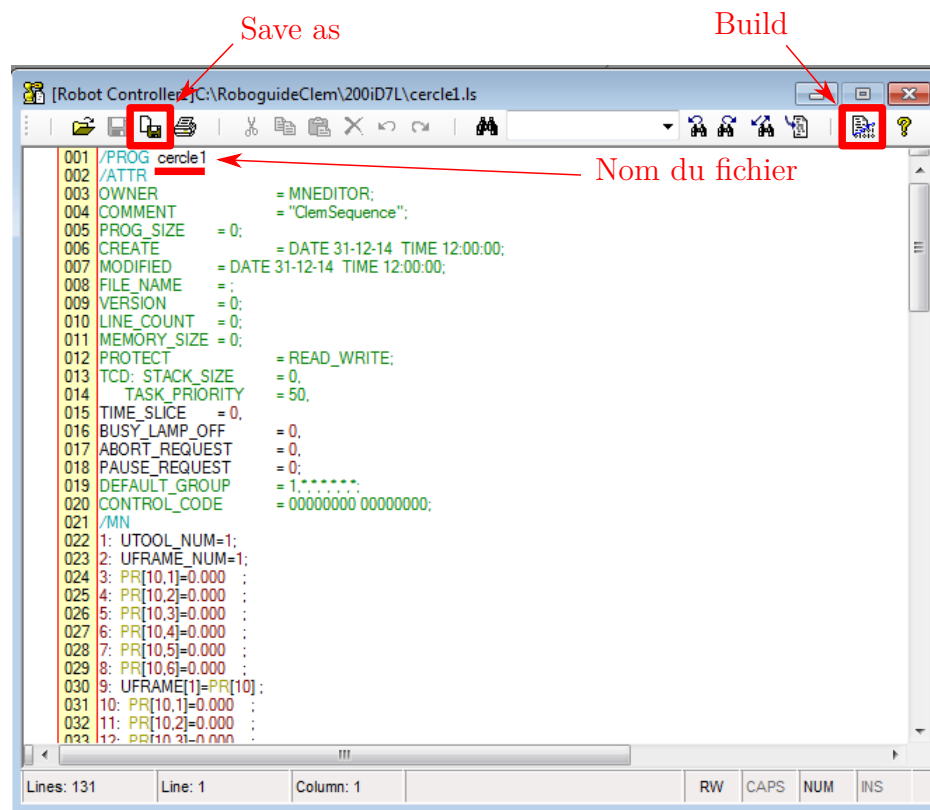 Save as
Build
[Robot Controller1]C:\RoboguideClem\200iD7L\cercle1.ls
001 /PROG cercle1
Nom du fichier
002 /ATTR
003 OWNER = MNEDITOR;
004 COMMENT = "ClemSequence";
005 PROG_SIZE = 0;
006 CREATE = DATE 31-12-14 TIME 12:00:00;
007 MODIFIED = DATE 31-12-14 TIME 12:00:00;
008 FILE_NAME = ;
009 VERSION = 0;
010 LINE_COUNT = 0;
011 MEMORY_SIZE = 0;
012 PROTECT = READ_WRITE;
013 TCD: STACK_SIZE = 0,
014 TASK_PRIORITY = 50,
015 TIME_SLICE = 0,
016 BUSY_LAMP_OFF = 0,
017 ABORT_REQUEST = 0,
018 PAUSE_REQUEST = 0;
019 DEFAULT_GROUP = 1,*,*,*,*,*,*;
020 CONTROL_CODE = 00000000 00000000;
021 /MN
022 1: UTOOL_NUM=1;
023 2: UFRAME_NUM=1;
024 3: PR[10,1]=0.000 ;
025 4: PR[10,2]=0.000 ;
026 5: PR[10,3]=0.000 ;
027 6: PR[10,4]=0.000 ;
028 7: PR[10,5]=0.000 ;
029 8: PR[10,6]=0.000 ;
030 9: UFRAME[1]=PR[10] ;
031 10: PR[10,1]=0.000 ;
032 11: PR[10,2]=0.000 ;
033 12: PR[10,3]=0.000 ;
Lines: 131 Line: 1 Column: 1 RW CAPS NUM INS